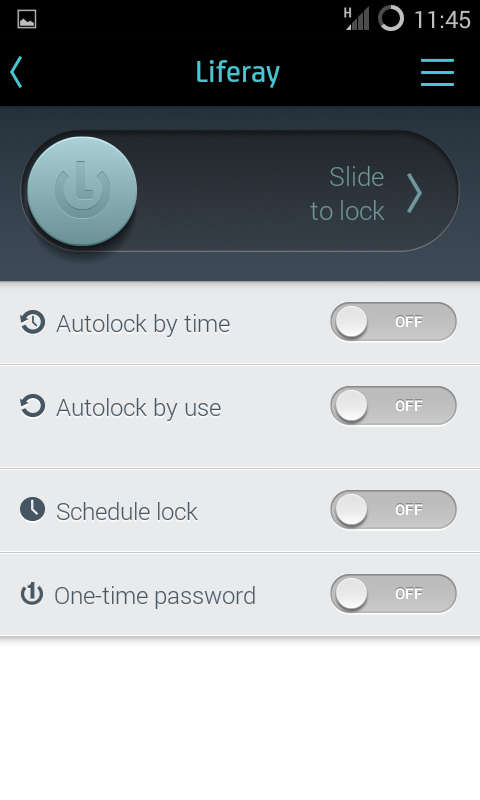 H 11:45
Liferay
Slide
to lock
Autolock by time OFF
Autolock by use OFF
Schedule lock OFF
One-time password OFF